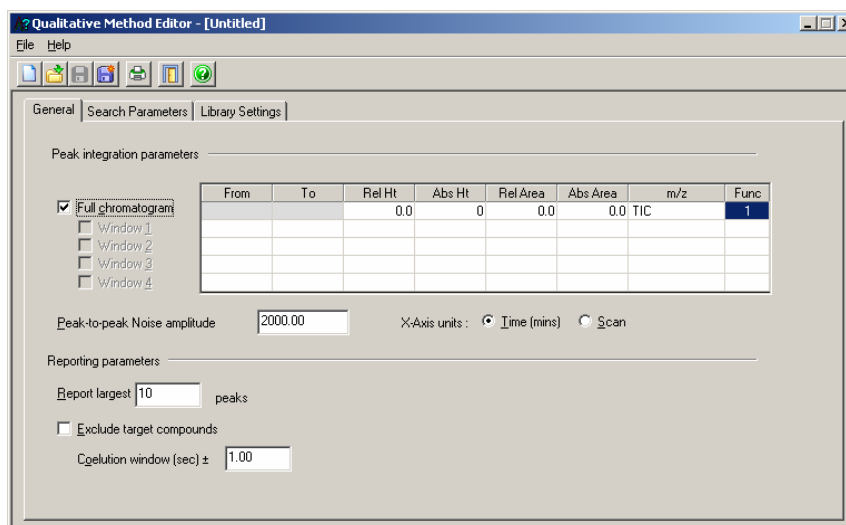 Qualitative Method Editor - [Untitled]
File Help
General Search Parameters Library Settings
Peak integration parameters
From To Rel Ht Abs Ht Rel Area Abs Area m/z Func
Full chromatogram 0.0 0 0.0 0.0 TIC 1
Window 1
Window 2
Window 3
Window 4
Peak-to-peak Noise amplitude 2000.00 X-Axis units : Time (mins) Scan
Reporting parameters
Report largest 10 peaks
Exclude target compounds
Coelution window (sec) ± 1.00